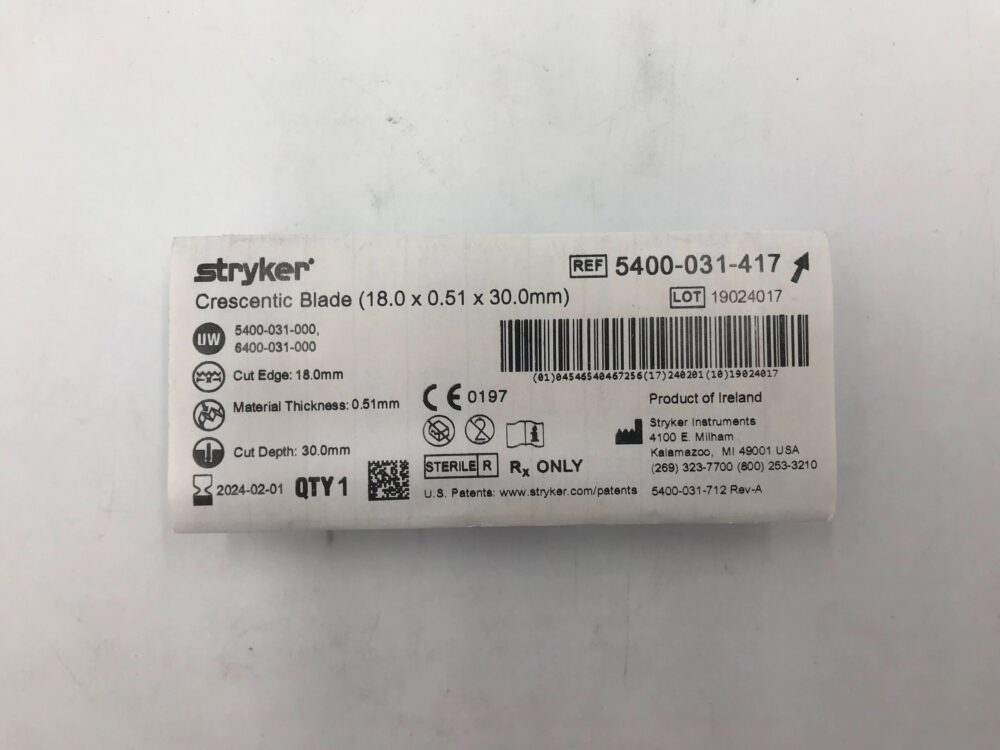 stryker
REF 5400-031-417
Crescentic Blade (18.0 x 0.51 x 30.0mm)
LOT 19024017
UW 5400-031-000,
6400-031-000
(01)04546540467256(17)240201(10)19024017
Cut Edge: 18.0mm
Material Thickness: 0.51mm
Cut Depth: 30.0mm
2024-02-01 QTY 1
CE 0197
2
i
STERILE R Rx ONLY
U.S. Patents: www.stryker.com/patents
Product of Ireland
Stryker Instruments
4100 E. Milham
Kalamazoo, MI 49001 USA
(269) 323-7700 (800) 253-3210
5400-031-712 Rev-A